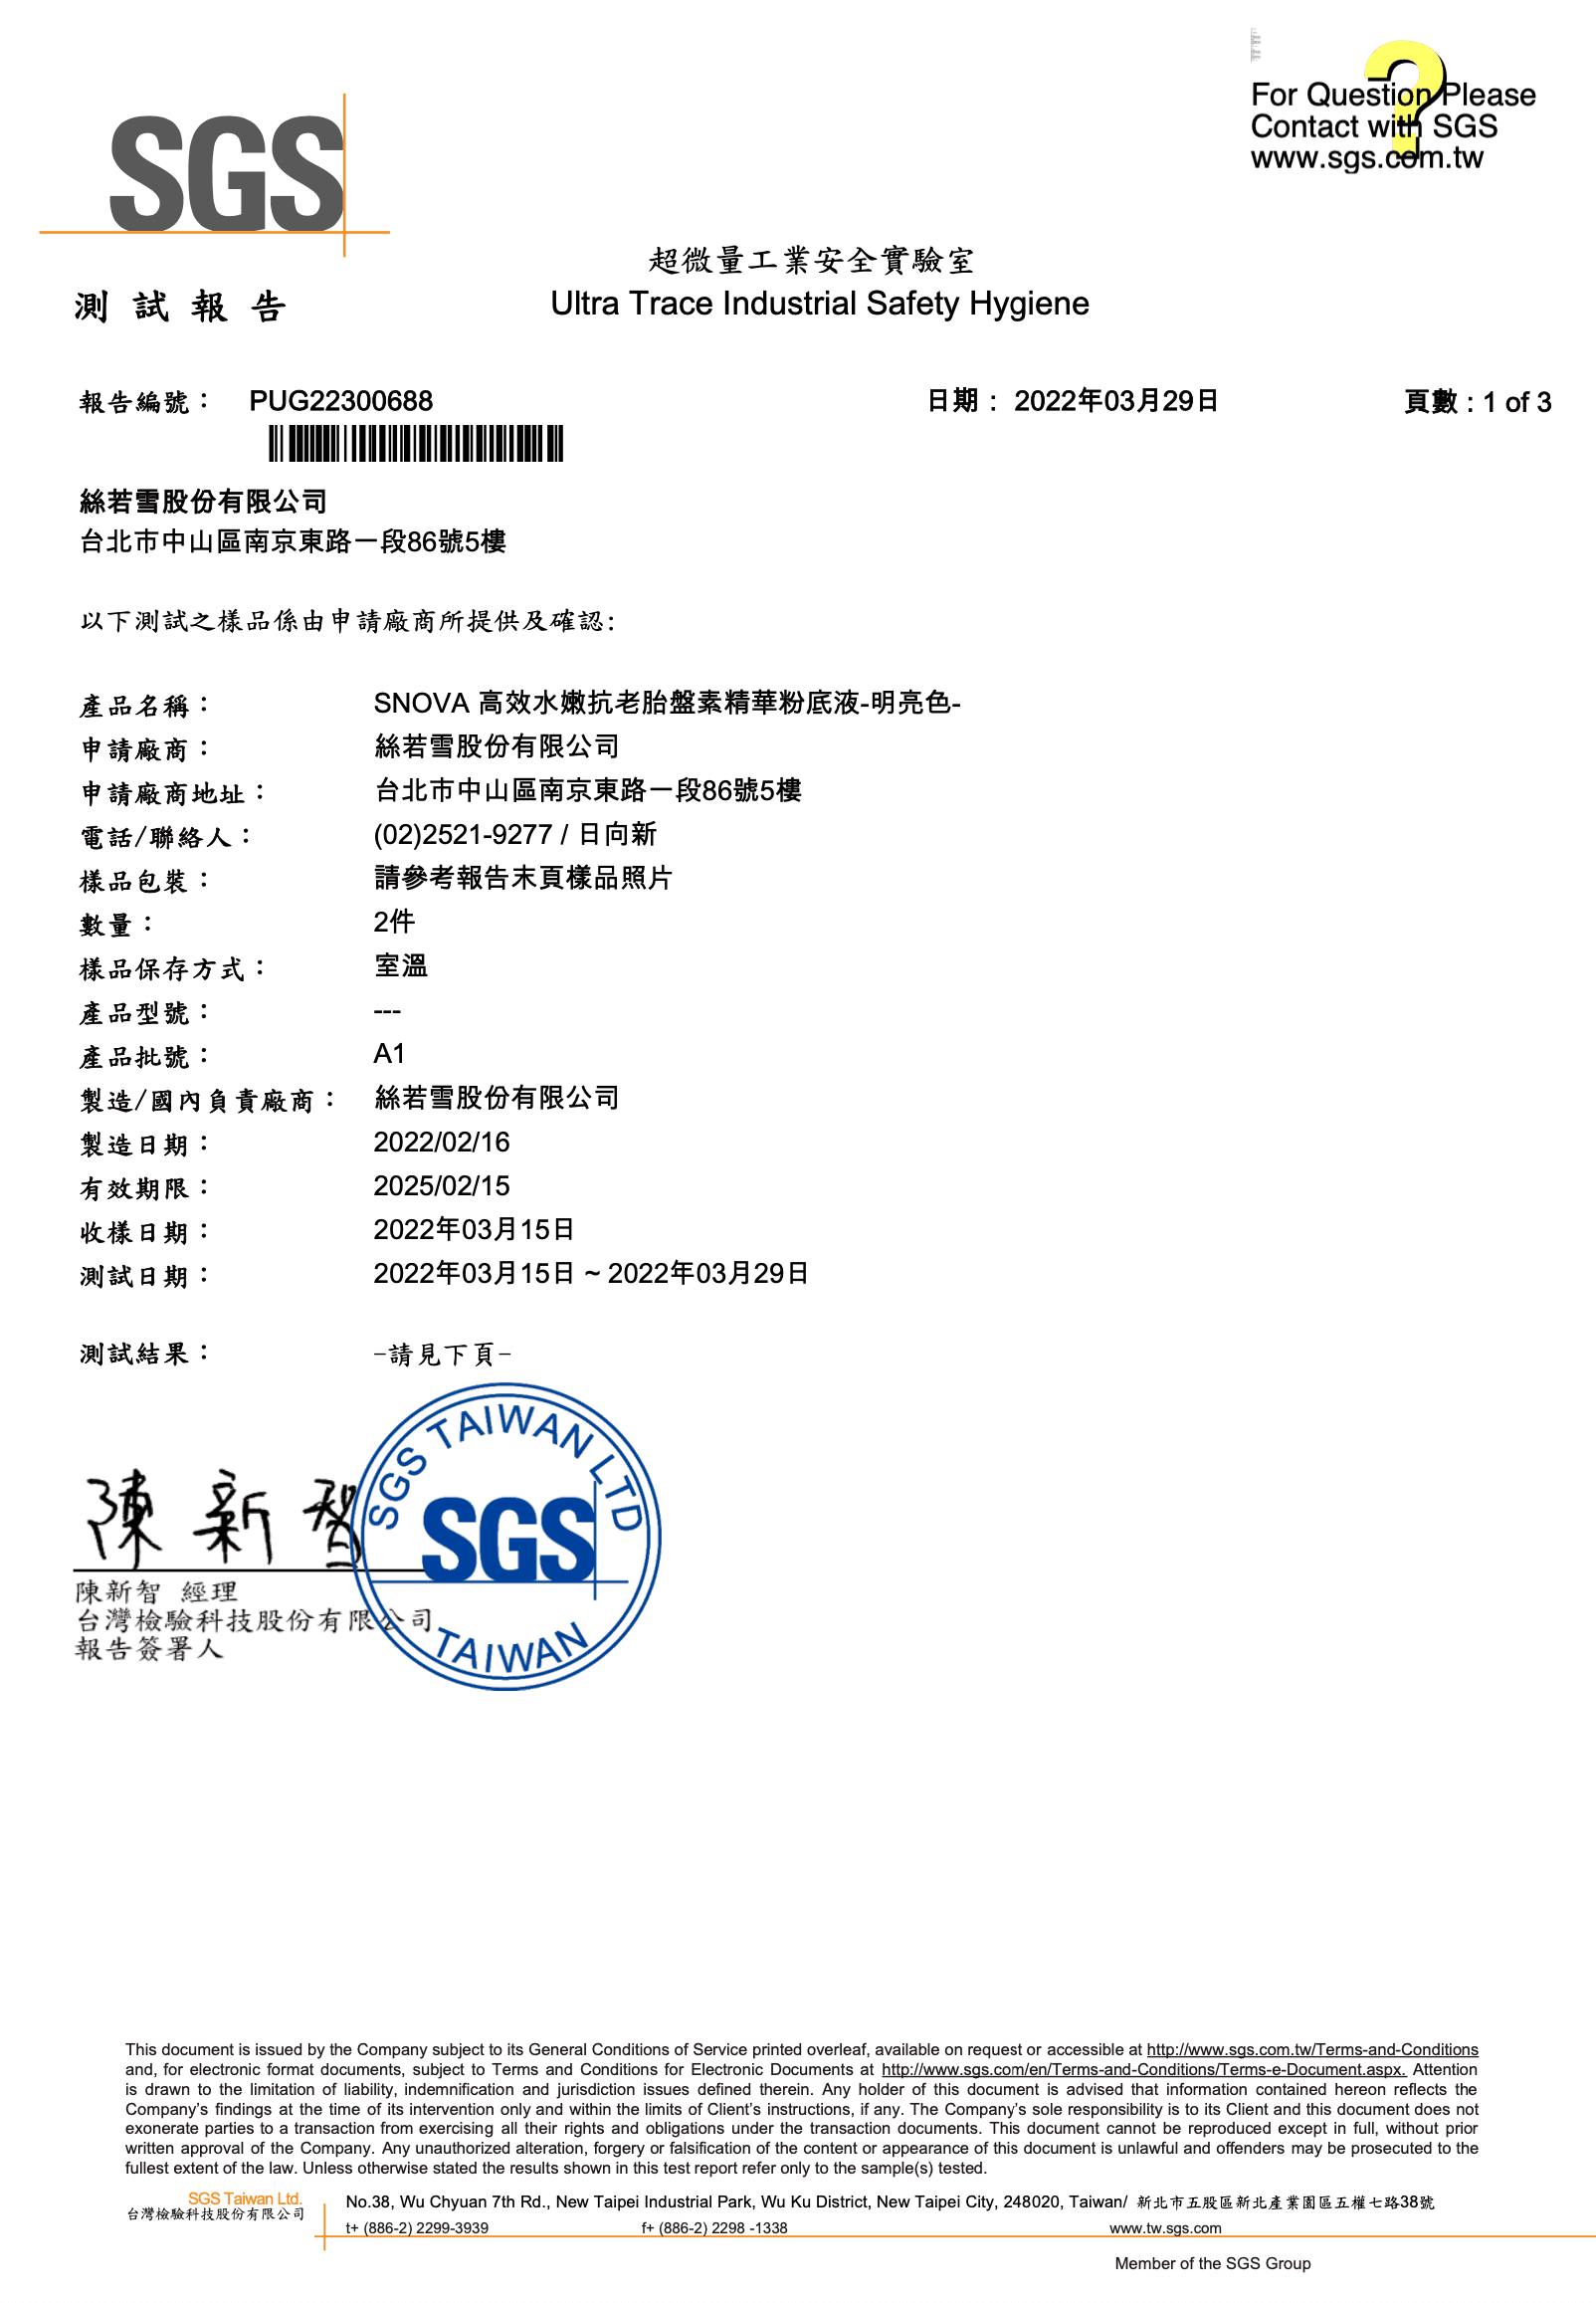 For Question Please
Contact with SGS
www.sgs.com.tw
SGS
超微量工業安全實驗室
測 試 報 告
Ultra Trace Industrial Safety Hygiene
報告編號： PUG22300688 日期： 2022年03月29日 頁數 : 1 of 3
絲若雪股份有限公司
台北市中山區南京東路一段86號5樓
以下測試之樣品係由申請廠商所提供及確認:
產品名稱： SNOVA 高效水嫩抗老胎盤素精華粉底液-明亮色-
申請廠商： 絲若雪股份有限公司
申請廠商地址： 台北市中山區南京東路一段86號5樓
電話/聯絡人： (02)2521-9277 / 日向新
樣品包裝： 請參考報告末頁樣品照片
數量： 2件
樣品保存方式： 室溫
產品型號： ---
產品批號： A1
製造/國內負責廠商： 絲若雪股份有限公司
製造日期： 2022/02/16
有效期限： 2025/02/15
收樣日期： 2022年03月15日
測試日期： 2022年03月15日 ~ 2022年03月29日
測試結果： -請見下頁-
陳新智
SGS TAIWAN LTD
SGS
TAIWAN
陳新智 經理
台灣檢驗科技股份有限公司
報告簽署人
This document is issued by the Company subject to its General Conditions of Service printed overleaf, available on request or accessible at http://www.sgs.com.tw/Terms-and-Conditions
and, for electronic format documents, subject to Terms and Conditions for Electronic Documents at http://www.sgs.com/en/Terms-and-Conditions/Terms-e-Document.aspx. Attention
is drawn to the limitation of liability, indemnification and jurisdiction issues defined therein. Any holder of this document is advised that information contained hereon reflects the
Company's findings at the time of its intervention only and within the limits of Client's instructions, if any. The Company's sole responsibility is to its Client and this document does not
exonerate parties to a transaction from exercising all their rights and obligations under the transaction documents. This document cannot be reproduced except in full, without prior
written approval of the Company. Any unauthorized alteration, forgery or falsification of the content or appearance of this document is unlawful and offenders may be prosecuted to the
fullest extent of the law. Unless otherwise stated the results shown in this test report refer only to the sample(s) tested.
SGS Taiwan Ltd.
台灣檢驗科技股份有限公司
No.38, Wu Chyuan 7th Rd., New Taipei Industrial Park, Wu Ku District, New Taipei City, 248020, Taiwan/ 新北市五股區新北產業園區五權七路38號
t+ (886-2) 2299-3939 f+ (886-2) 2298 -1338 www.tw.sgs.com
Member of the SGS Group